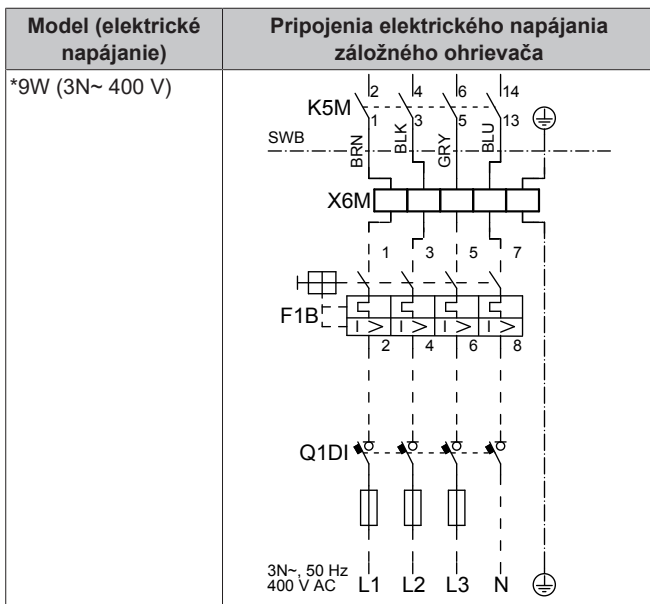 Model (elektrické napájanie)
Pripojenia elektrického napájania záložného ohrievača
*9W (3N~ 400 V)
2 4 6 14
K5M
1 3 5 13
SWB
BRN BLK GRY BLU
X6M
1 3 5 7
F1B
I > I > I > I >
2 4 6 8
Q1DI
3N~, 50 Hz
400 V AC
L1 L2 L3 N